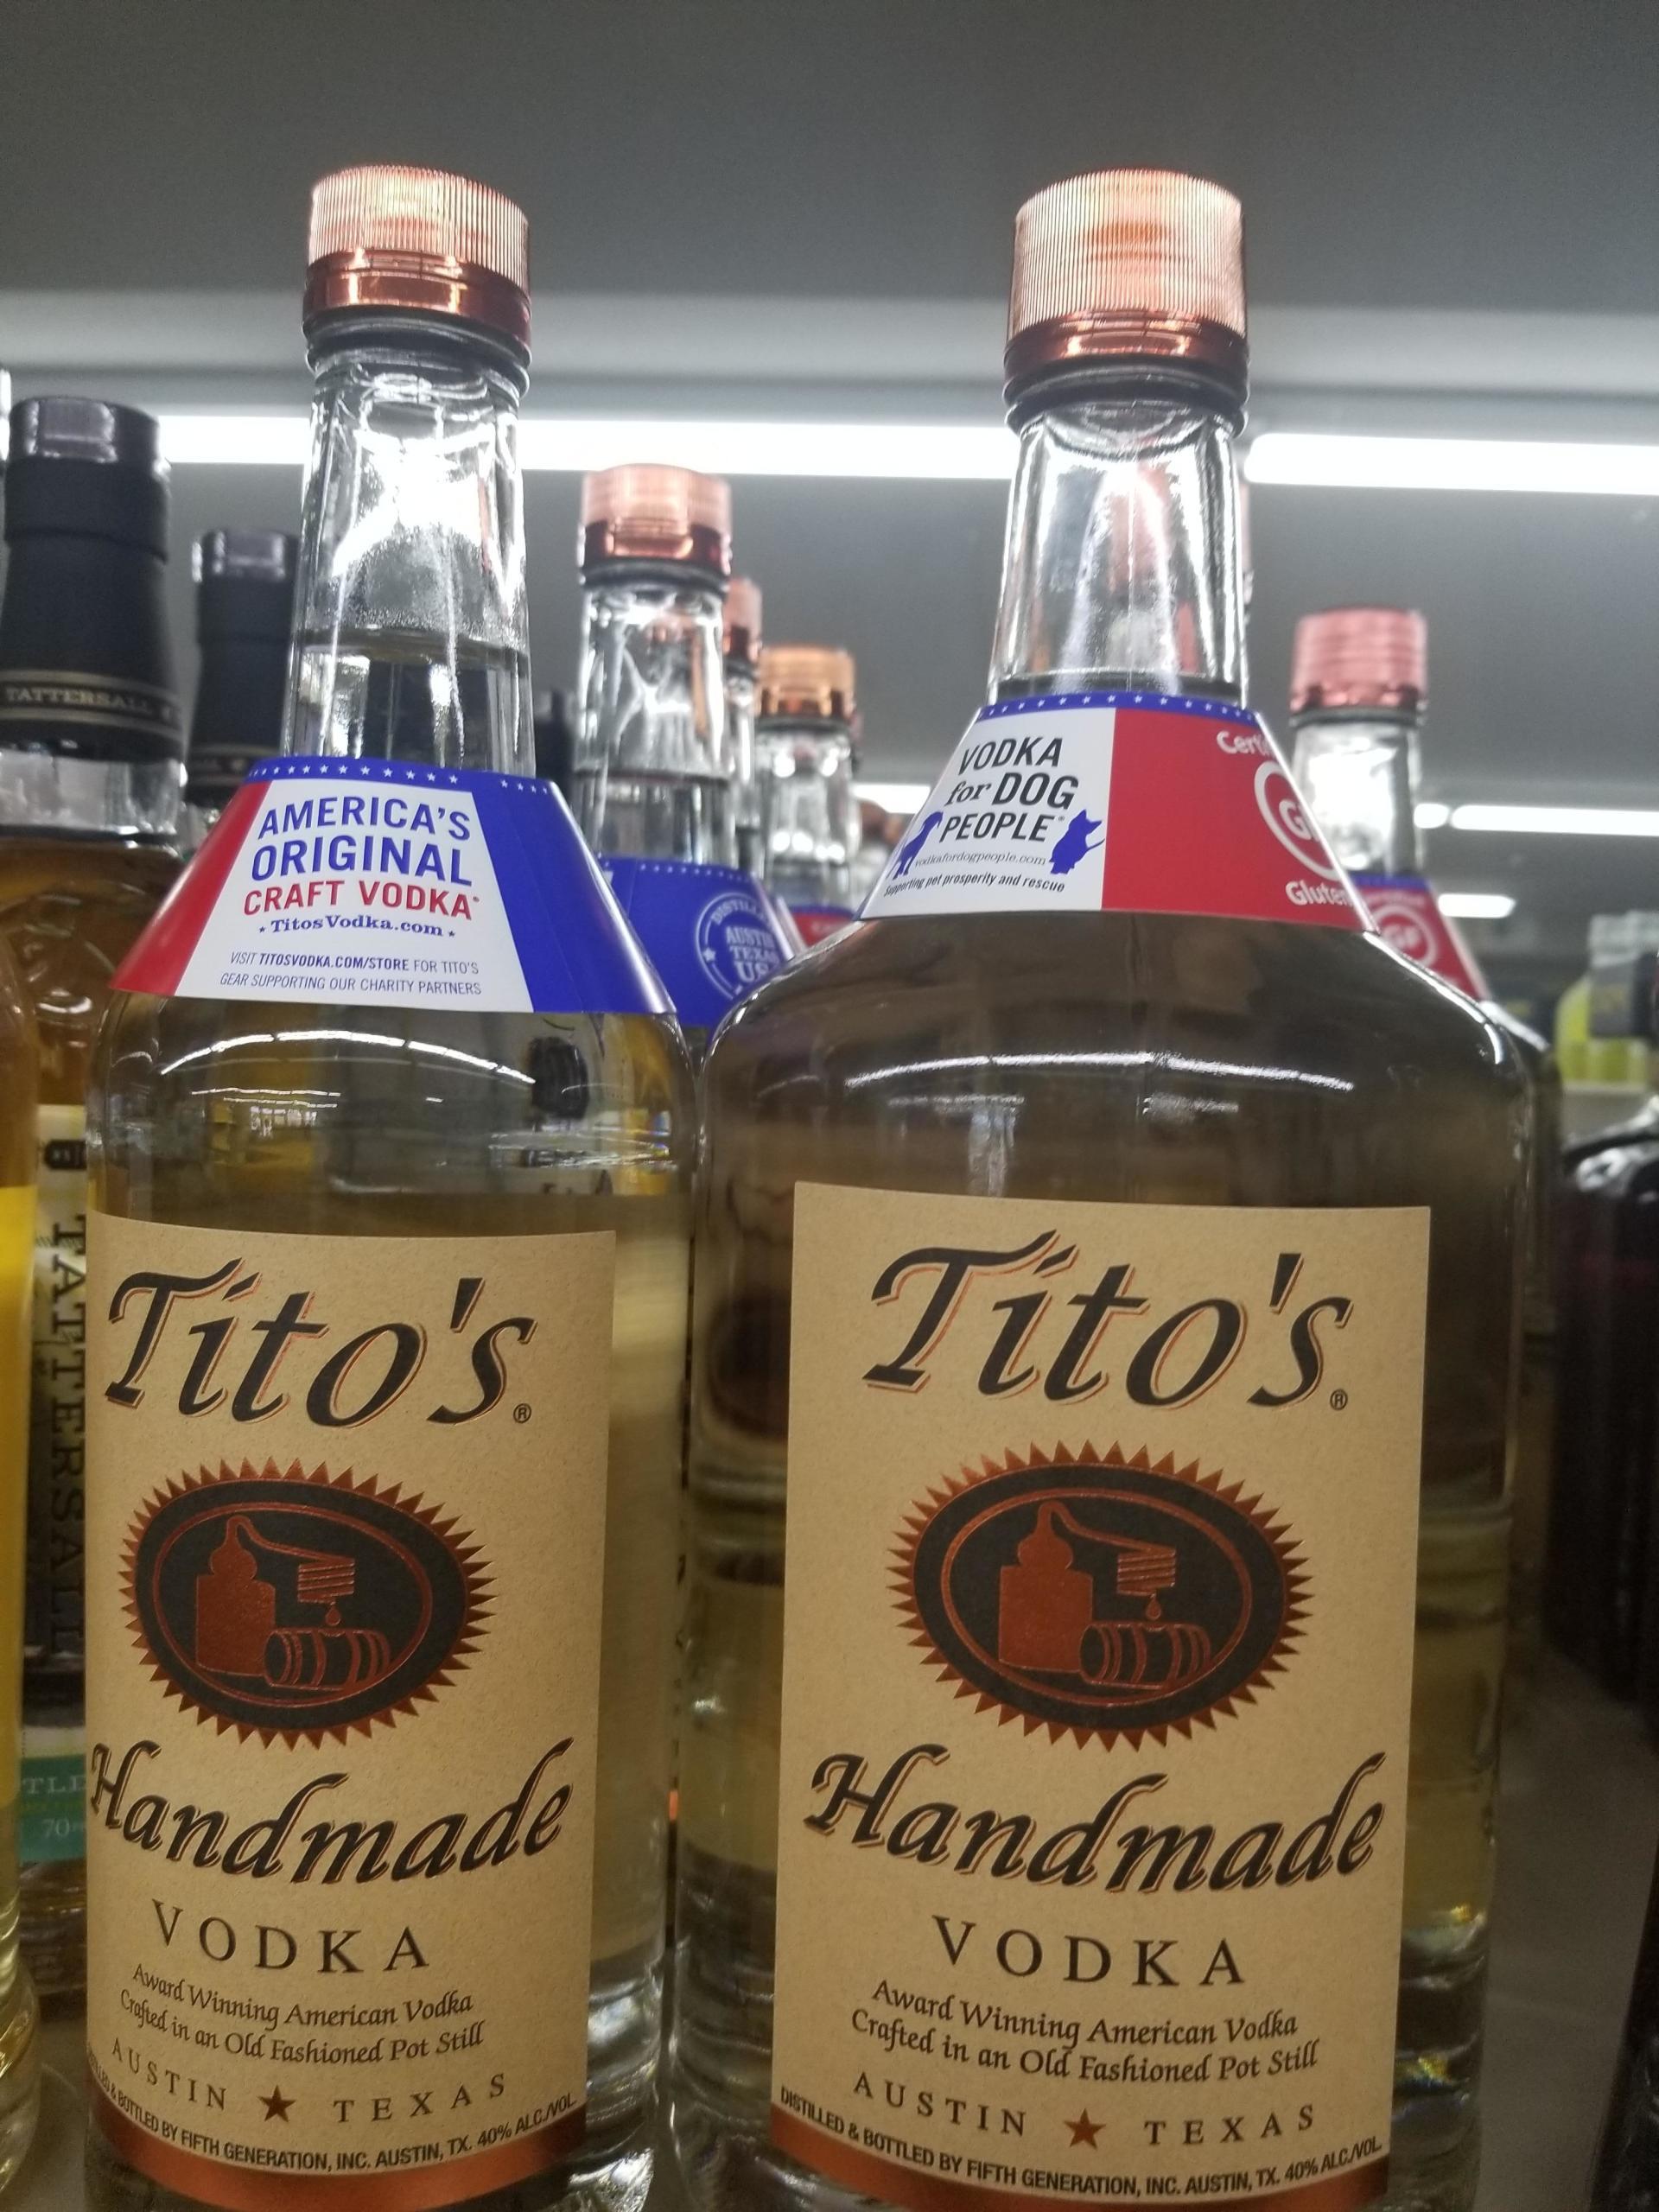 TATTERSALL
AMERICA'S
ORIGINAL
CRAFT VODKA®
★ TitosVodka.com ★
VISIT TITOSVODKA.COM/STORE FOR TITO'S
GEAR SUPPORTING OUR CHARITY PARTNERS
AUSTIN
TEXAS
VODKA
for DOG
PEOPLE®
vodkafordogpeople.com
Supporting pet prosperity and rescue
GF
TATTERSALL
Tito's®
Handmade
VODKA
Award Winning American Vodka
Crafted in an Old Fashioned Pot Still
AUSTIN ★ TEXAS
& BOTTLED BY FIFTH GENERATION, INC. AUSTIN, TX. 40% ALC./VOL.
Tito's®
Handmade
VODKA
Award Winning American Vodka
Crafted in an Old Fashioned Pot Still
AUSTIN ★ TEXAS
DISTILLED & BOTTLED BY FIFTH GENERATION, INC. AUSTIN, TX. 40% ALC./VOL.